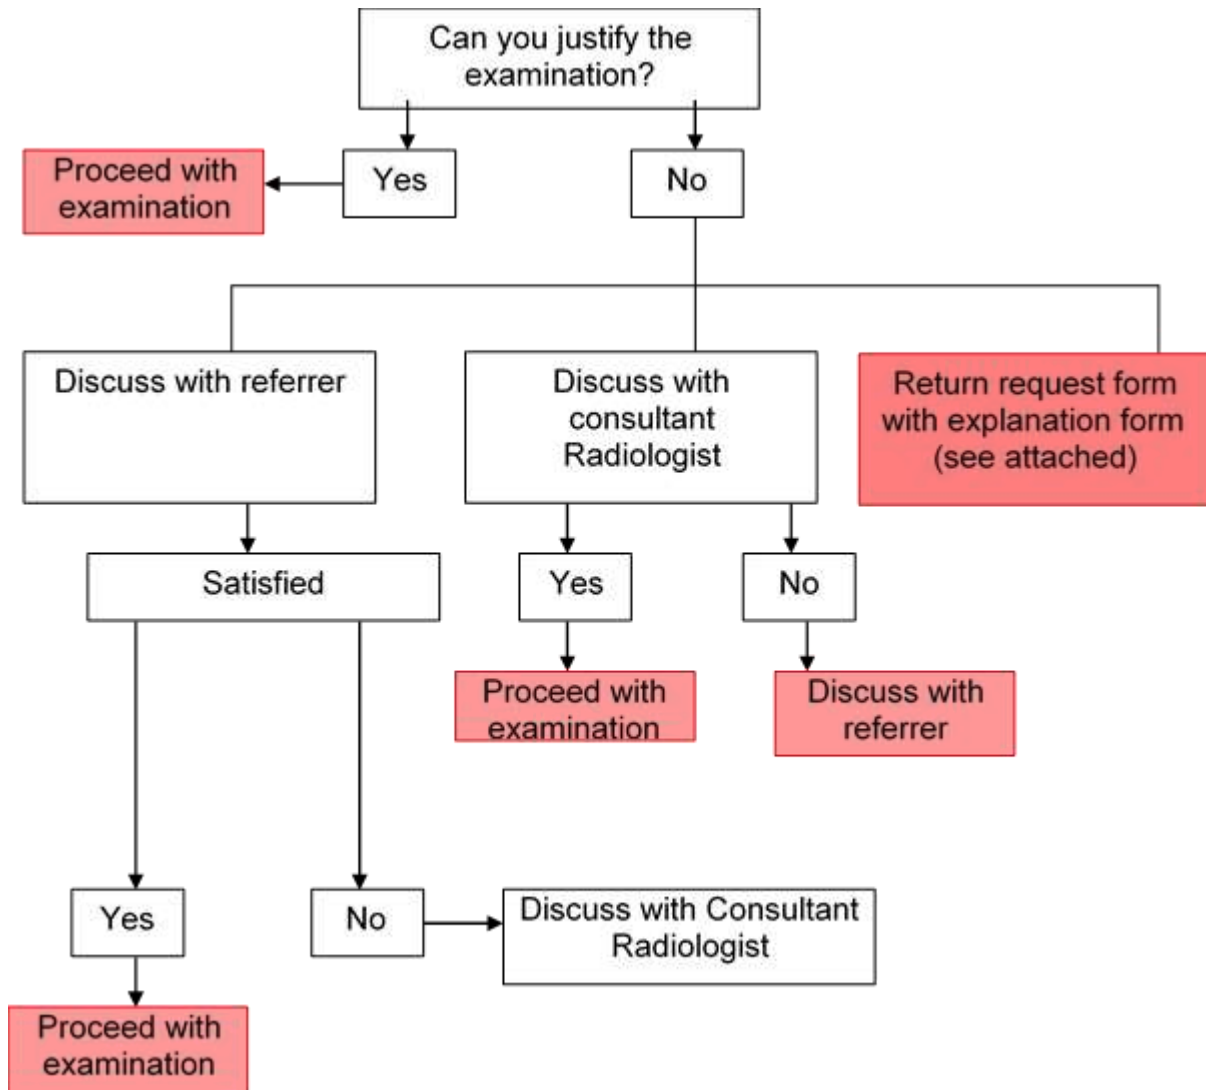 Can you justify the
examination?
Proceed with
examination
Yes
No
Discuss with referrer
Discuss with
consultant
Radiologist
Return request form
with explanation form
(see attached)
Satisfied
Yes
No
Proceed with
examination
Discuss with
referrer
Yes
No
Discuss with Consultant
Radiologist
Proceed with
examination